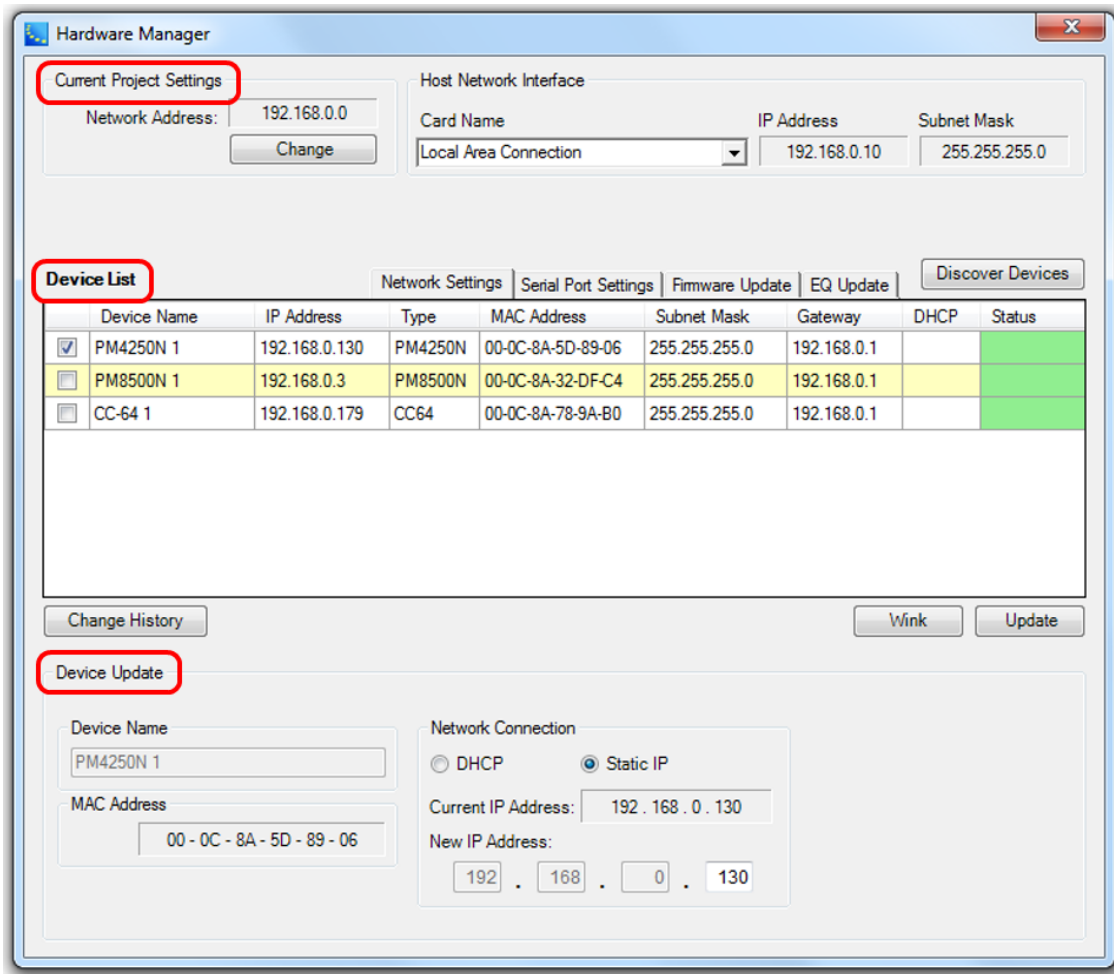 Hardware Manager
Current Project Settings
Network Address: 192.168.0.0
Change
Host Network Interface
Card Name IP Address Subnet Mask
Local Area Connection 192.168.0.10 255.255.255.0
Device List Network Settings Serial Port Settings Firmware Update EQ Update Discover Devices
Device Name IP Address Type MAC Address Subnet Mask Gateway DHCP Status
PM4250N 1 192.168.0.130 PM4250N 00-0C-8A-5D-89-06 255.255.255.0 192.168.0.1
PM8500N 1 192.168.0.3 PM8500N 00-0C-8A-32-DF-C4 255.255.255.0 192.168.0.1
CC-64 1 192.168.0.179 CC64 00-0C-8A-78-9A-B0 255.255.255.0 192.168.0.1
Change History Wink Update
Device Update
Device Name
PM4250N 1
MAC Address
00 - 0C - 8A - 5D - 89 - 06
Network Connection
DHCP Static IP
Current IP Address: 192 . 168 . 0 . 130
New IP Address:
192 . 168 . 0 . 130